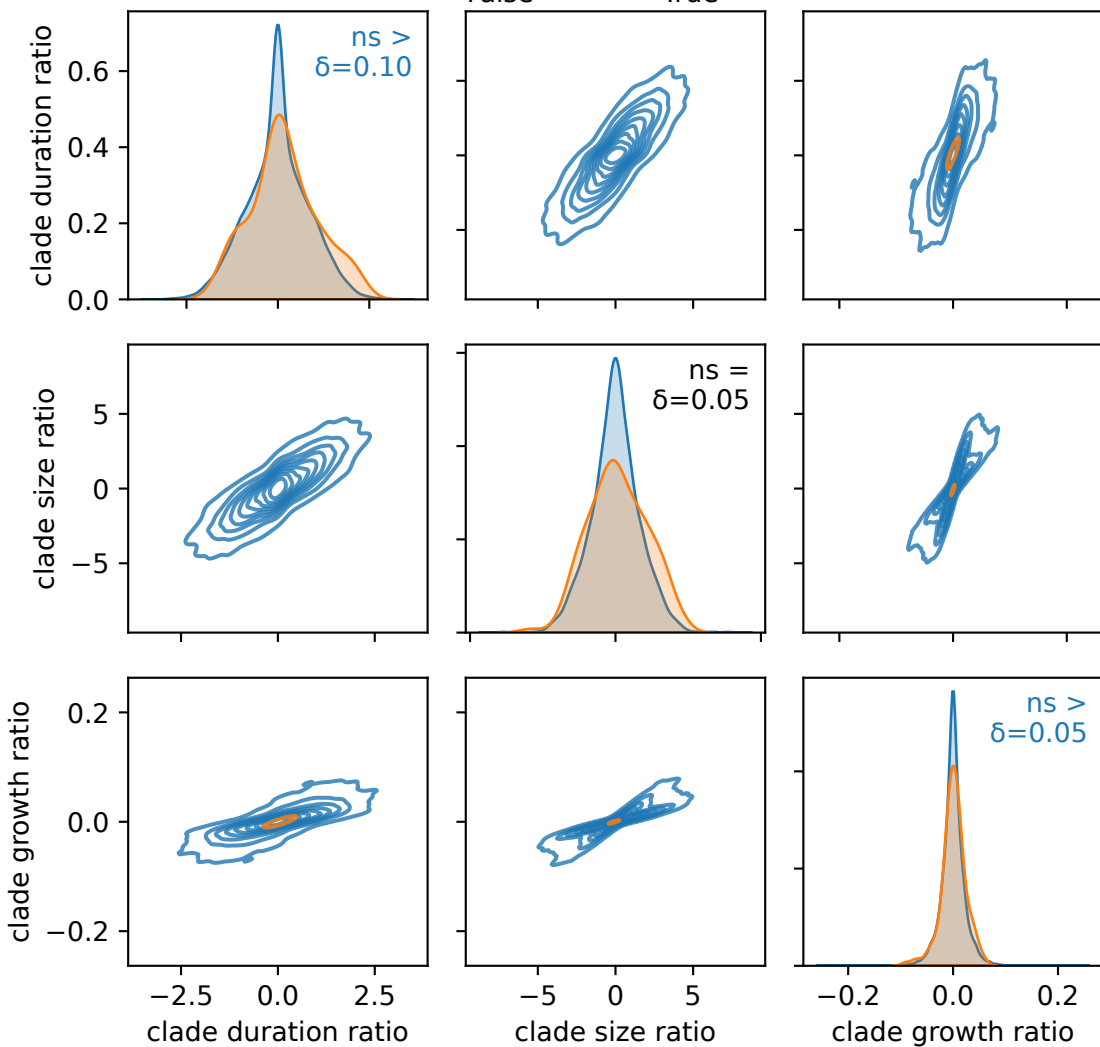 clade duration ratio
0.6
0.4
0.2
0.0
ns >
δ=0.10
clade size ratio
5
0
−5
ns =
δ=0.05
clade growth ratio
0.2
0.0
−0.2
ns >
δ=0.05
−2.5 0.0 2.5
−5 0 5
−0.2 0.0 0.2
clade duration ratio
clade size ratio
clade growth ratio